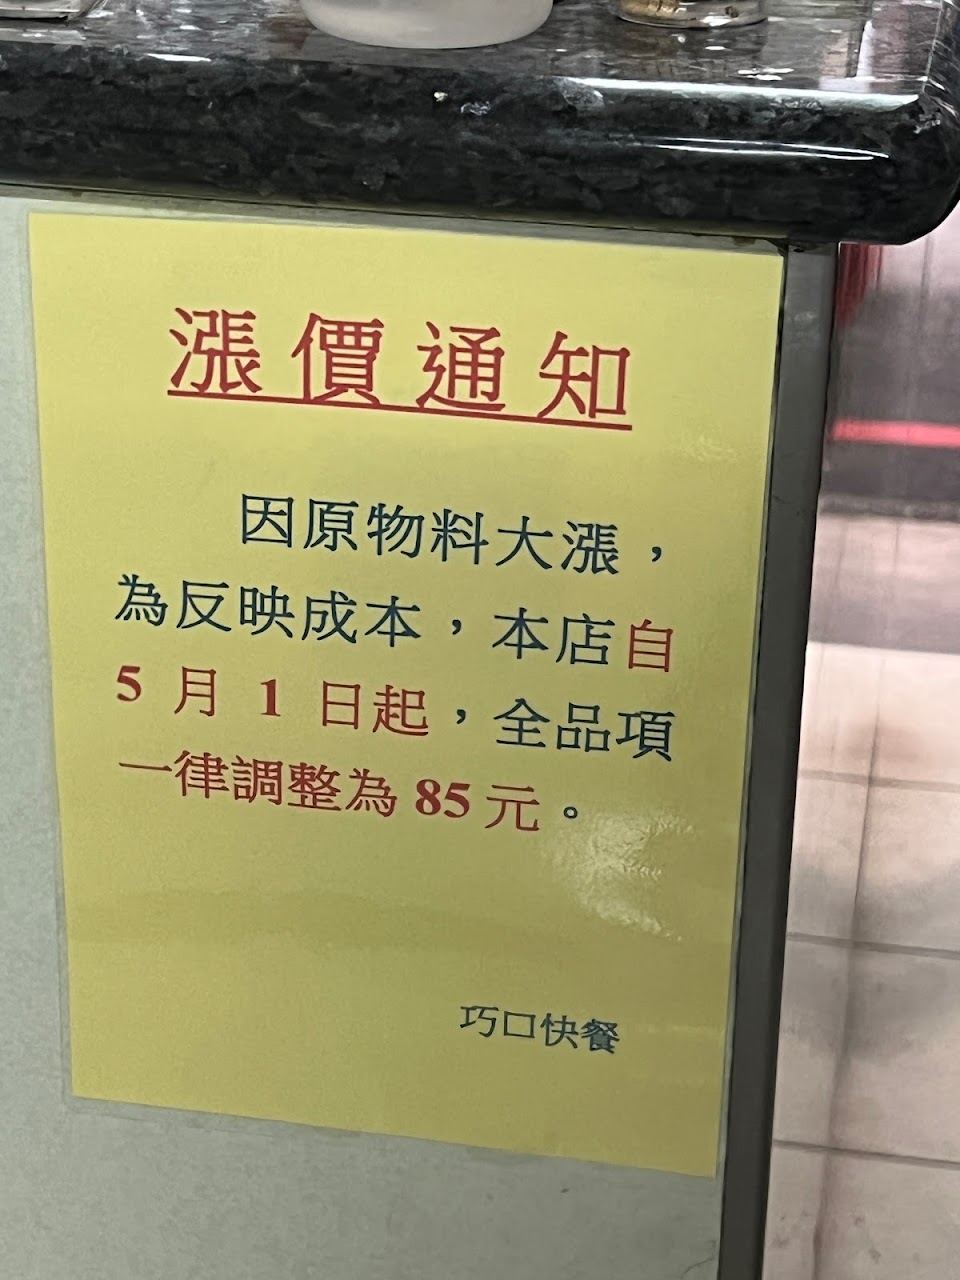 漲價通知
因原物料大漲，
為反映成本，本店自
5 月 1 日起，全品項
一律調整為 85 元。
巧口快餐